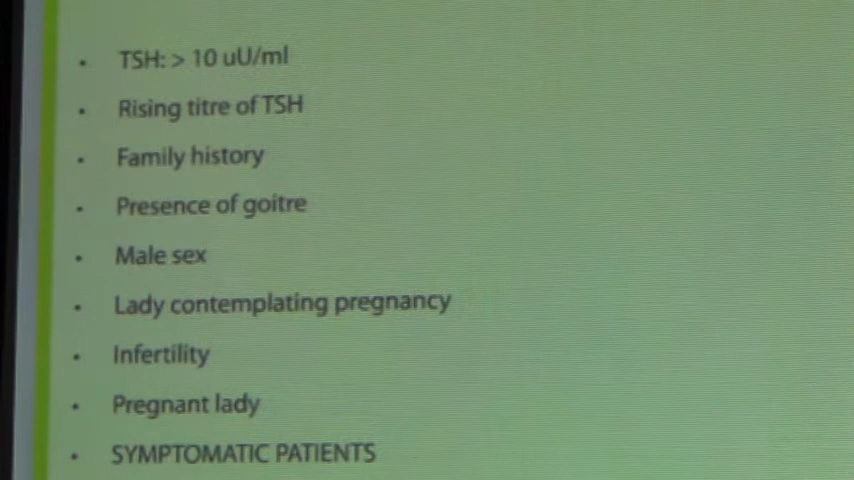 • TSH: > 10 uU/ml
• Rising titre of TSH
• Family history
• Presence of goitre
• Male sex
• Lady contemplating pregnancy
• Infertility
• Pregnant lady
• SYMPTOMATIC PATIENTS